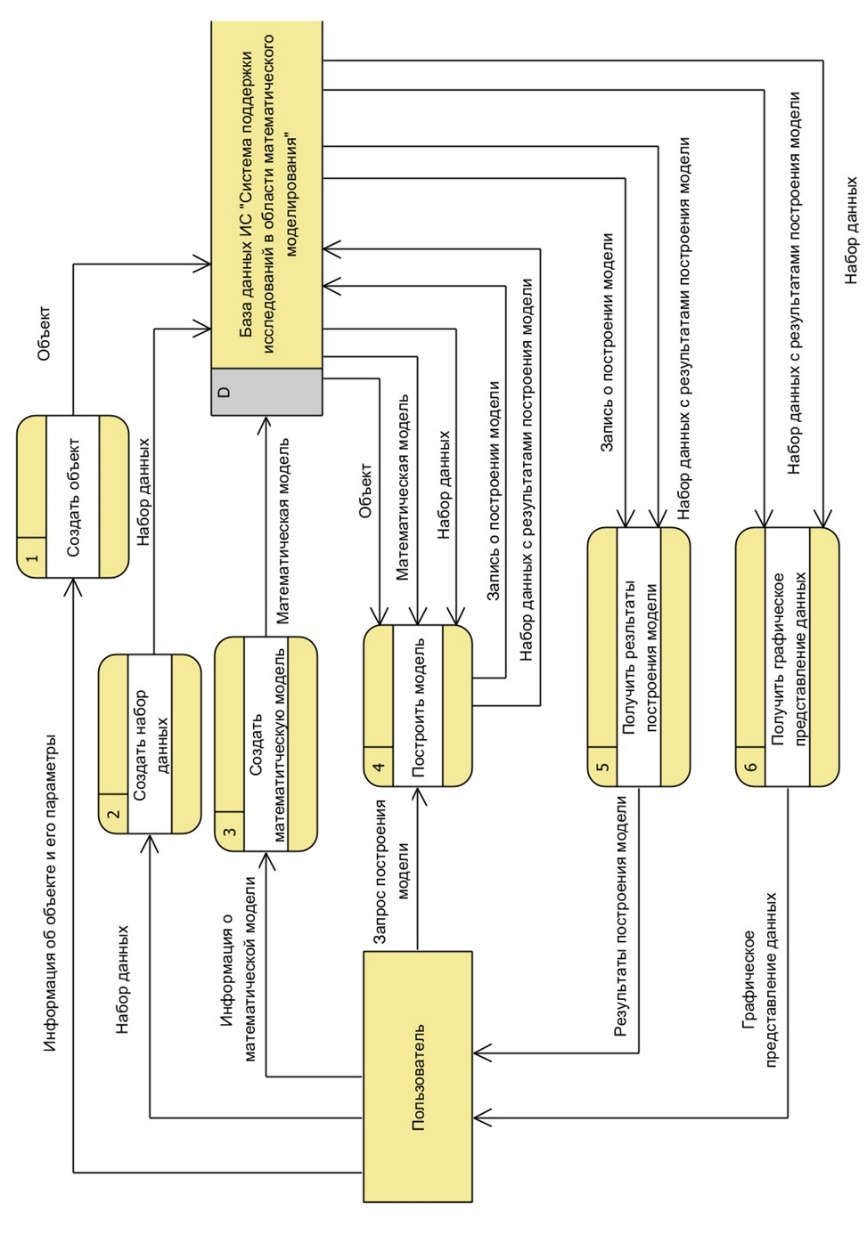 Информация об объекте и его параметры
1
Создать объект
Объект
Набор данных
2
Создать набор
данных
Набор данных
Информация о
математической модели
3
Создать
математитческую модель
Математическая модель
D
База данных ИС "Система поддержки
исследований в области математического
моделирования"
Пользователь
Запрос построения
модели
4
Построить модель
Объект
Математическая модель
Набор данных
Запись о построении модели
Набор данных с результатами построения модели
Результаты построения модели
5
Получить резльтаты
построения модели
Запись о построении модели
Набор данных с результатами построения модели
Графическое
представление данных
6
Получить графическое
представление данных
Набор данных с результатами построения модели
Набор данных